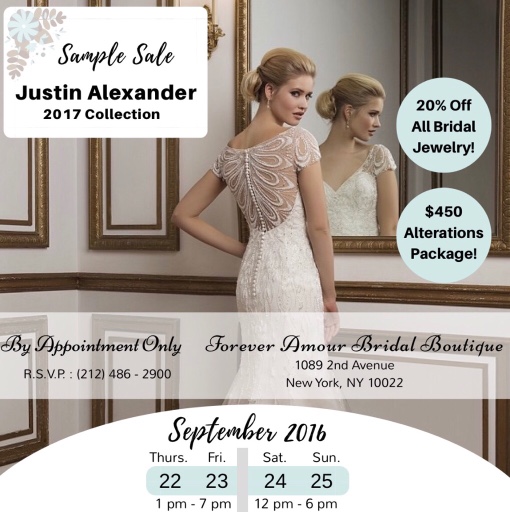 Sample Sale
Justin Alexander
2017 Collection
20% Off
All Bridal
Jewelry!
$450
Alterations
Package!
By Appointment Only
R.S.V.P. : (212) 486 - 2900
Forever Amour Bridal Boutique
1089 2nd Avenue
New York, NY 10022
September 2016
Thurs. Fri. Sat. Sun.
22 23 24 25
1 pm - 7 pm 12 pm - 6 pm